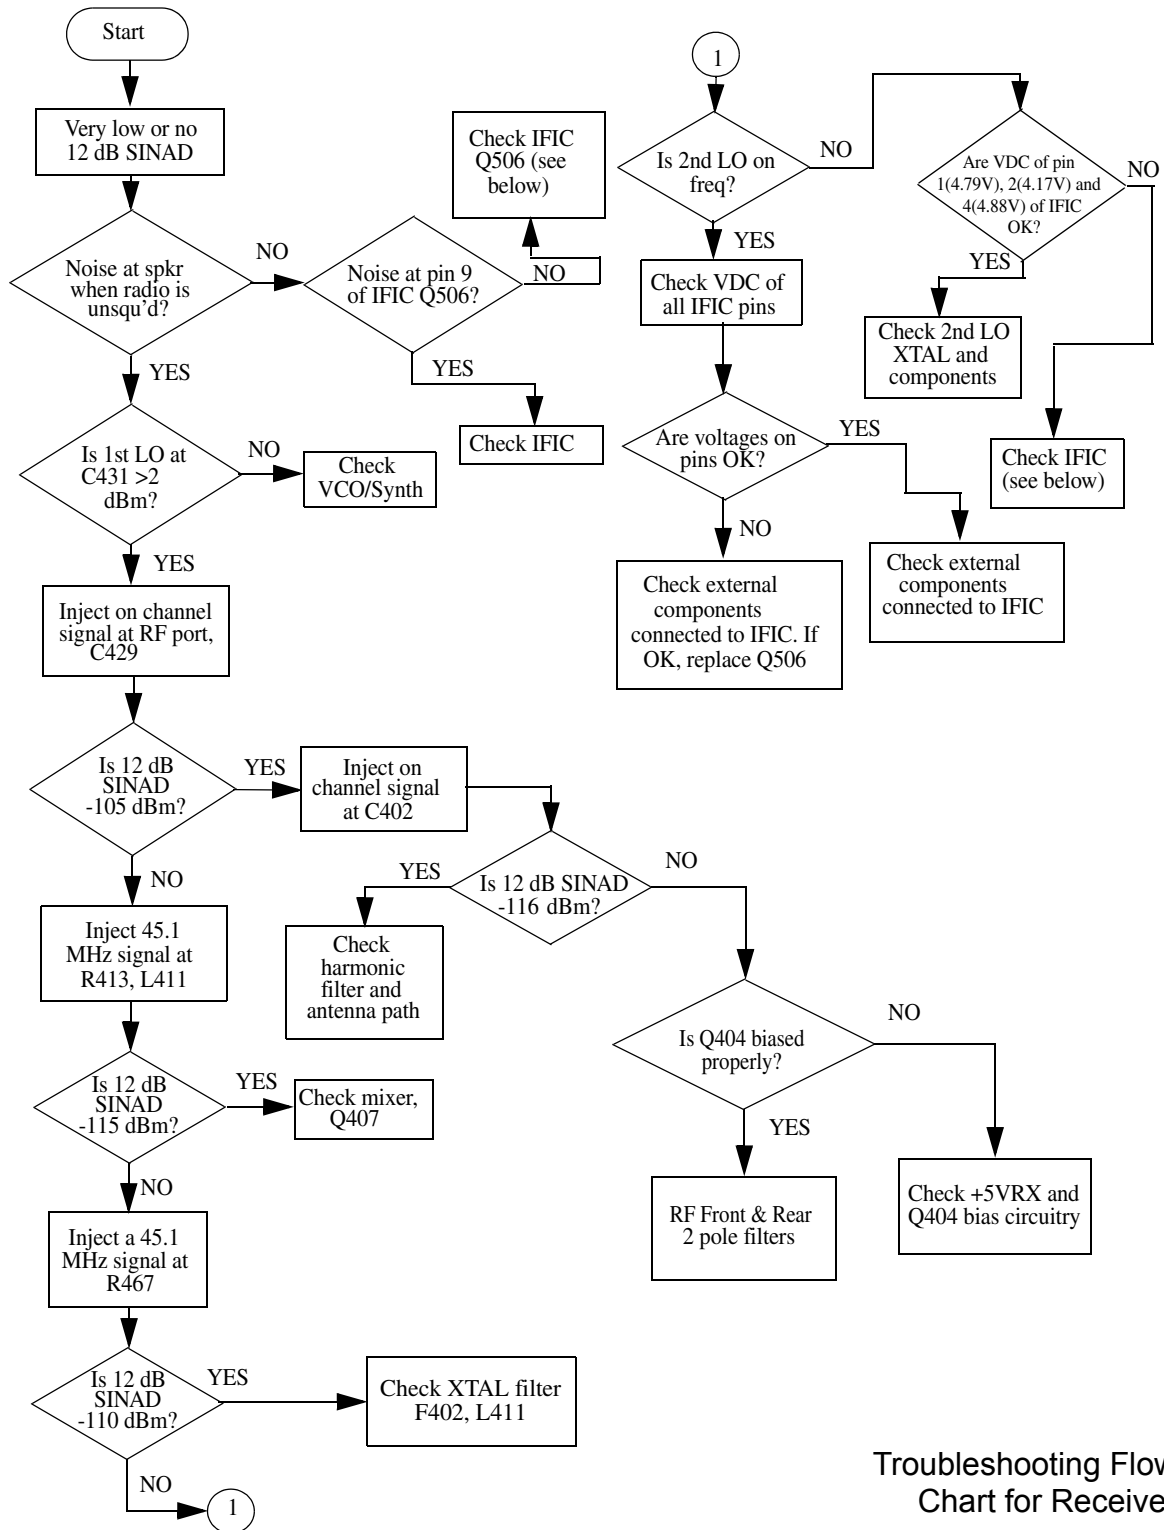 Start
Very low or no
12 dB SINAD
Noise at spkr
when radio is
unsqu'd?
NO
Noise at pin 9
of IFIC Q506?
NO
Check IFIC
Q506 (see
below)
YES
Check IFIC
YES
Is 1st LO at
C431 >2
dBm?
NO
Check
VCO/Synth
YES
Inject on channel
signal at RF port,
C429
Is 12 dB
SINAD
-105 dBm?
YES
Inject on
channel signal
at C402
Is 12 dB SINAD
-116 dBm?
YES
Check
harmonic
filter and
antenna path
NO
Is Q404 biased
properly?
NO
Check +5VRX and
Q404 bias circuitry
YES
RF Front & Rear
2 pole filters
NO
Inject 45.1
MHz signal at
R413, L411
Is 12 dB
SINAD
-115 dBm?
YES
Check mixer,
Q407
NO
Inject a 45.1
MHz signal at
R467
Is 12 dB
SINAD
-110 dBm?
YES
Check XTAL filter
F402, L411
NO
1
1
Is 2nd LO on
freq?
NO
Are VDC of pin
1(4.79V), 2(4.17V) and
4(4.88V) of IFIC
OK?
NO
Check IFIC
(see below)
YES
Check 2nd LO
XTAL and
components
YES
Check VDC of
all IFIC pins
Are voltages on
pins OK?
YES
Check external
components
connected to IFIC
NO
Check external
components
connected to IFIC. If
OK, replace Q506
Troubleshooting Flow
Chart for Receive